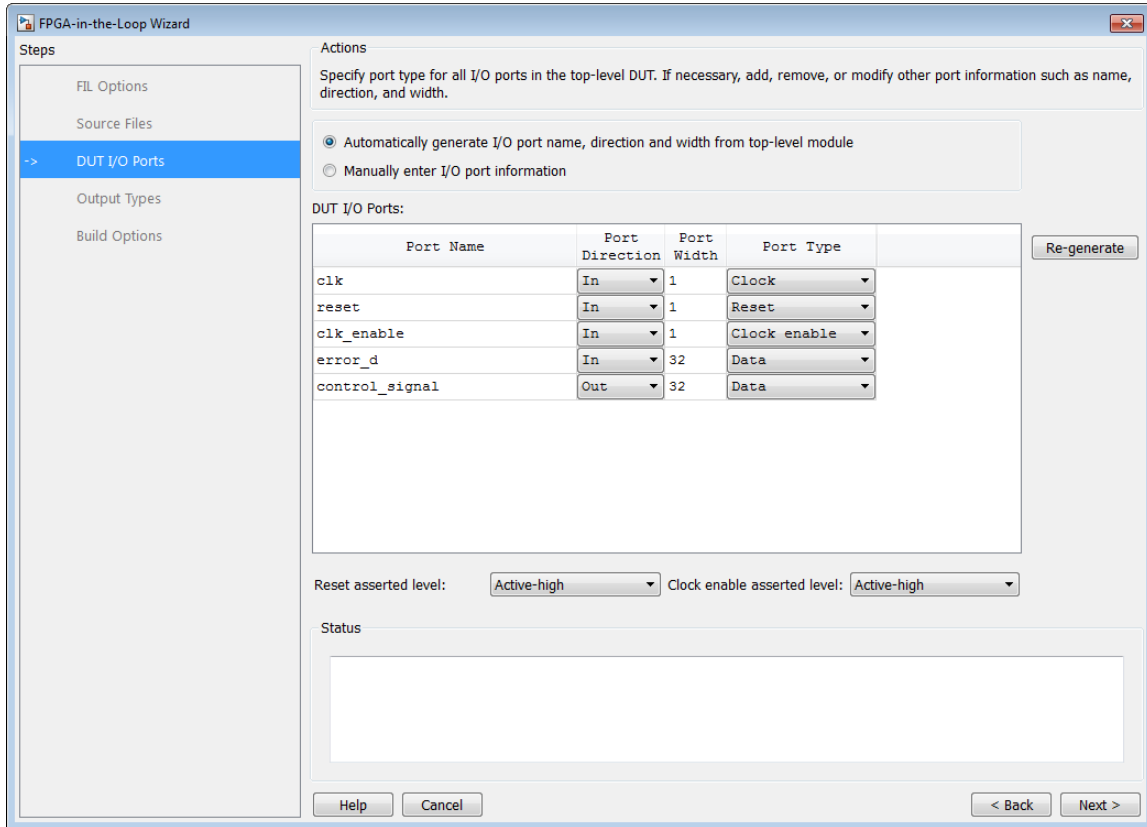 FPGA-in-the-Loop Wizard
Steps
FIL Options
Source Files
-> DUT I/O Ports
Output Types
Build Options
Actions
Specify port type for all I/O ports in the top-level DUT. If necessary, add, remove, or modify other port information such as name,
direction, and width.
Automatically generate I/O port name, direction and width from top-level module
Manually enter I/O port information
DUT I/O Ports:
Port Name Port Direction Port Width Port Type
clk In 1 Clock
reset In 1 Reset
clk_enable In 1 Clock enable
error_d In 32 Data
control_signal Out 32 Data
Re-generate
Reset asserted level: Active-high Clock enable asserted level: Active-high
Status
Help Cancel < Back Next >